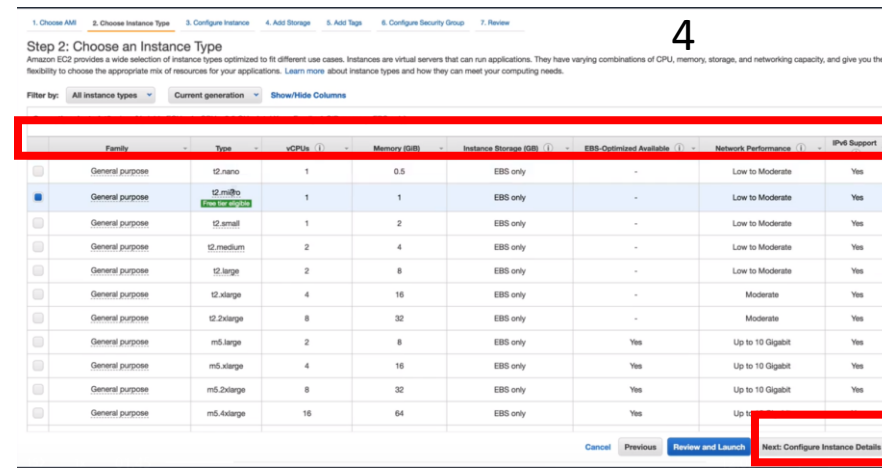 1. Choose AMI 2. Choose Instance Type 3. Configure Instance 4. Add Storage 5. Add Tags 6. Configure Security Group 7. Review
4
Step 2: Choose an Instance Type
Amazon EC2 provides a wide selection of instance types optimized to fit different use cases. Instances are virtual servers that can run applications. They have varying combinations of CPU, memory, storage, and networking capacity, and give you the
flexibility to choose the appropriate mix of resources for your applications. Learn more about instance types and how they can meet your computing needs.
Filter by: All instance types Current generation Show/Hide Columns
Family Type vCPUs Memory (GiB) Instance Storage (GB) EBS-Optimized Available Network Performance IPv6 Support
General purpose t2.nano 1 0.5 EBS only - Low to Moderate Yes
General purpose t2.micro 1 1 EBS only - Low to Moderate Yes
Free tier eligible
General purpose t2.small 1 2 EBS only - Low to Moderate Yes
General purpose t2.medium 2 4 EBS only - Low to Moderate Yes
General purpose t2.large 2 8 EBS only - Low to Moderate Yes
General purpose t2.xlarge 4 16 EBS only - Moderate Yes
General purpose t2.2xlarge 8 32 EBS only - Moderate Yes
General purpose m5.large 2 8 EBS only Yes Up to 10 Gigabit Yes
General purpose m5.xlarge 4 16 EBS only Yes Up to 10 Gigabit Yes
General purpose m5.2xlarge 8 32 EBS only Yes Up to 10 Gigabit Yes
General purpose m5.4xlarge 16 64 EBS only Yes Up
Cancel Previous Review and Launch Next: Configure Instance Details